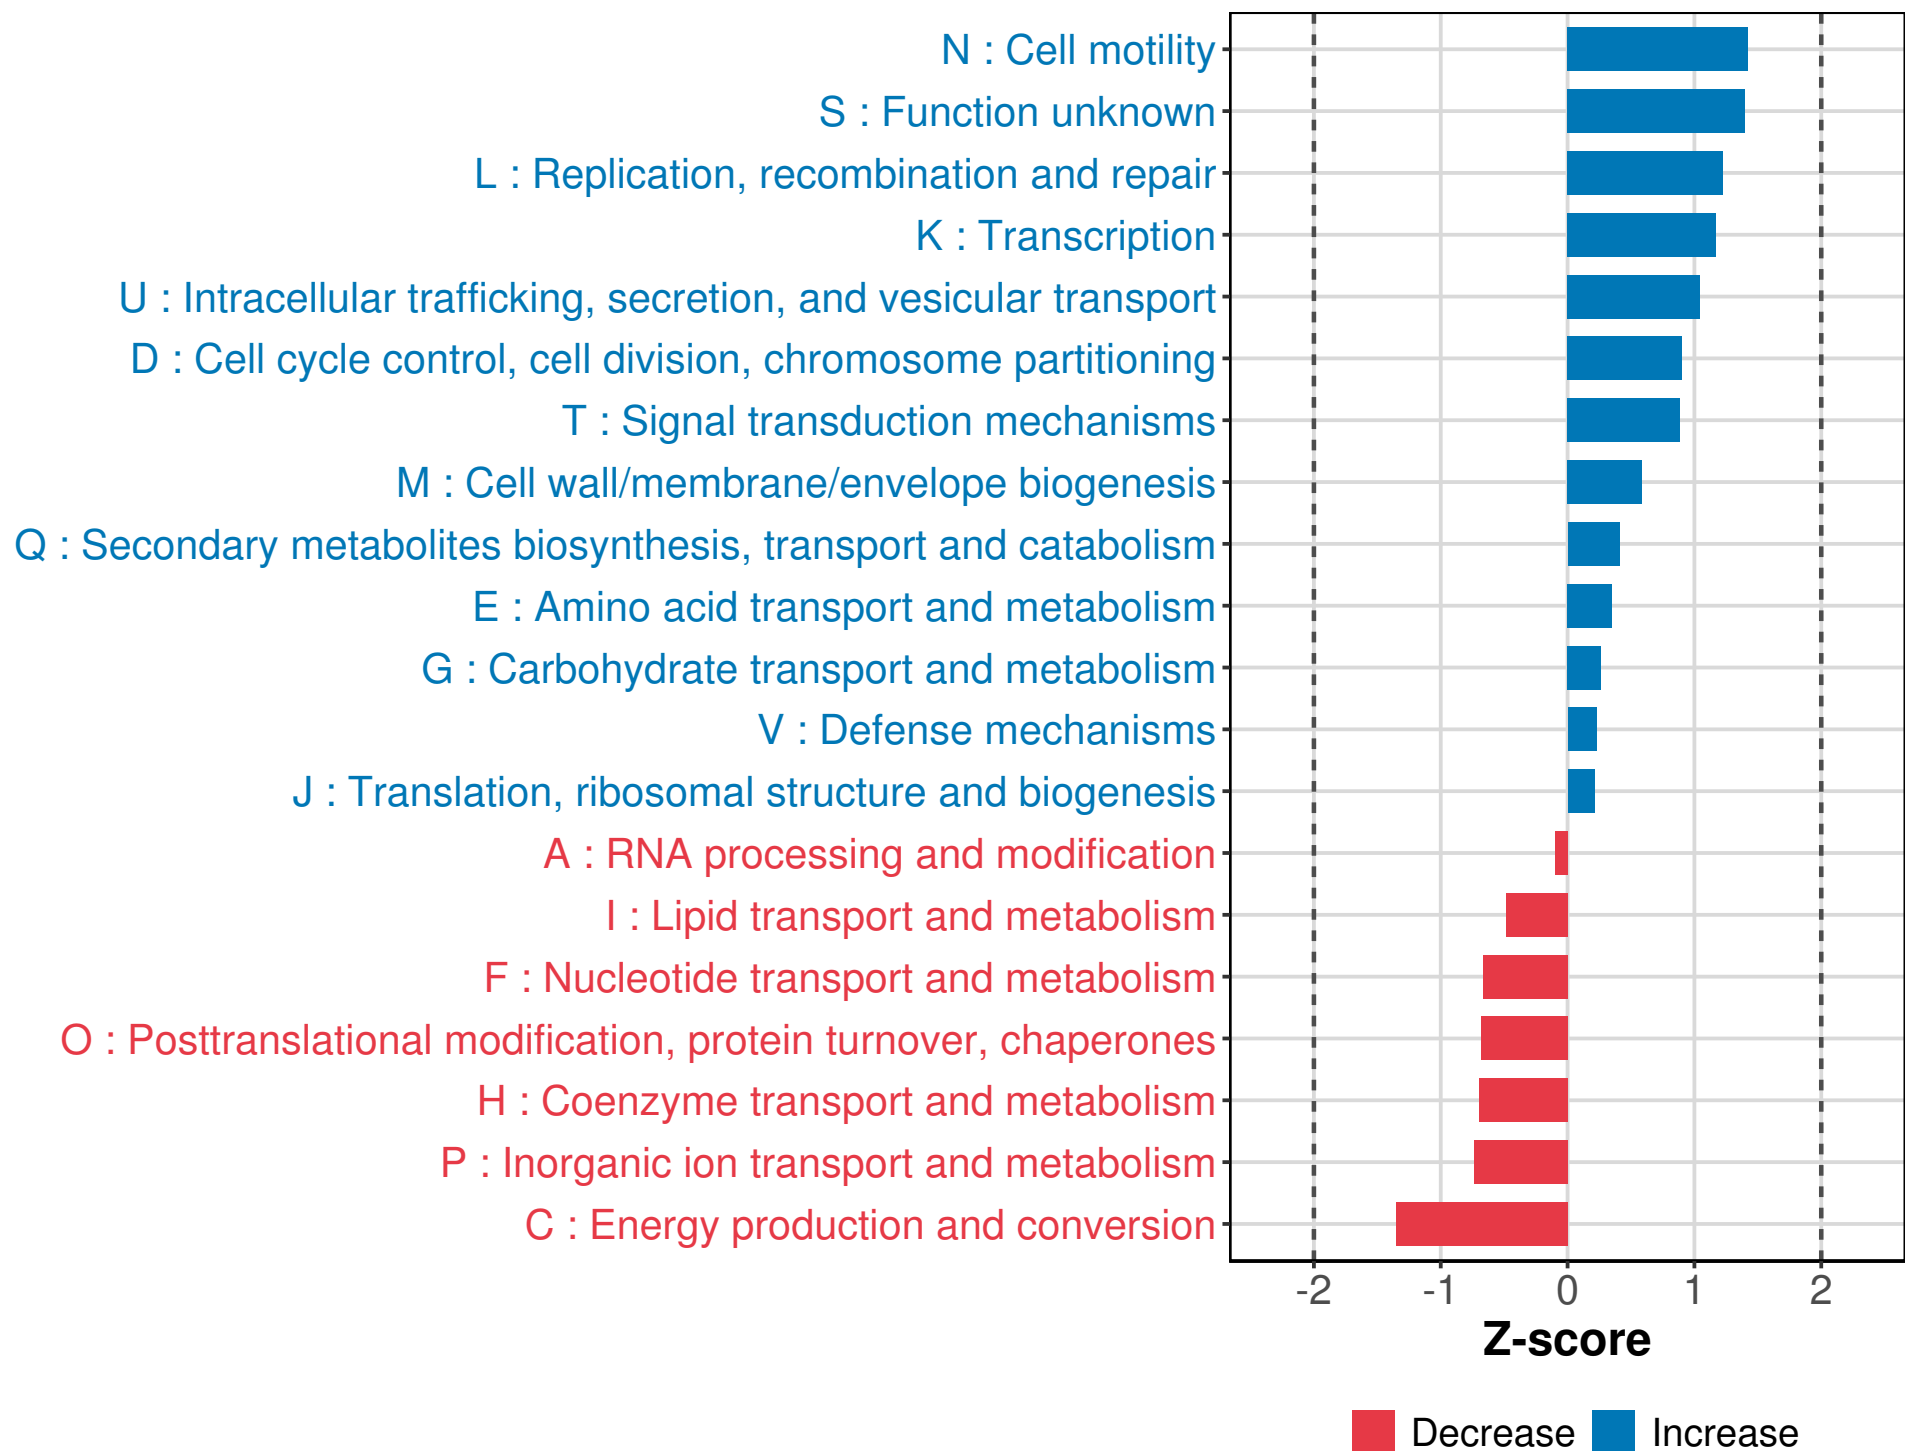 N : Cell motility
S : Function unknown
L : Replication, recombination and repair
K : Transcription
U : Intracellular trafficking, secretion, and vesicular transport
D : Cell cycle control, cell division, chromosome partitioning
T : Signal transduction mechanisms
M : Cell wall/membrane/envelope biogenesis
Q : Secondary metabolites biosynthesis, transport and catabolism
E : Amino acid transport and metabolism
G : Carbohydrate transport and metabolism
V : Defense mechanisms
J : Translation, ribosomal structure and biogenesis
A : RNA processing and modification
I : Lipid transport and metabolism
F : Nucleotide transport and metabolism
O : Posttranslational modification, protein turnover, chaperones
H : Coenzyme transport and metabolism
P : Inorganic ion transport and metabolism
C : Energy production and conversion
-2 -1 0 1 2
Z-score
Decrease Increase